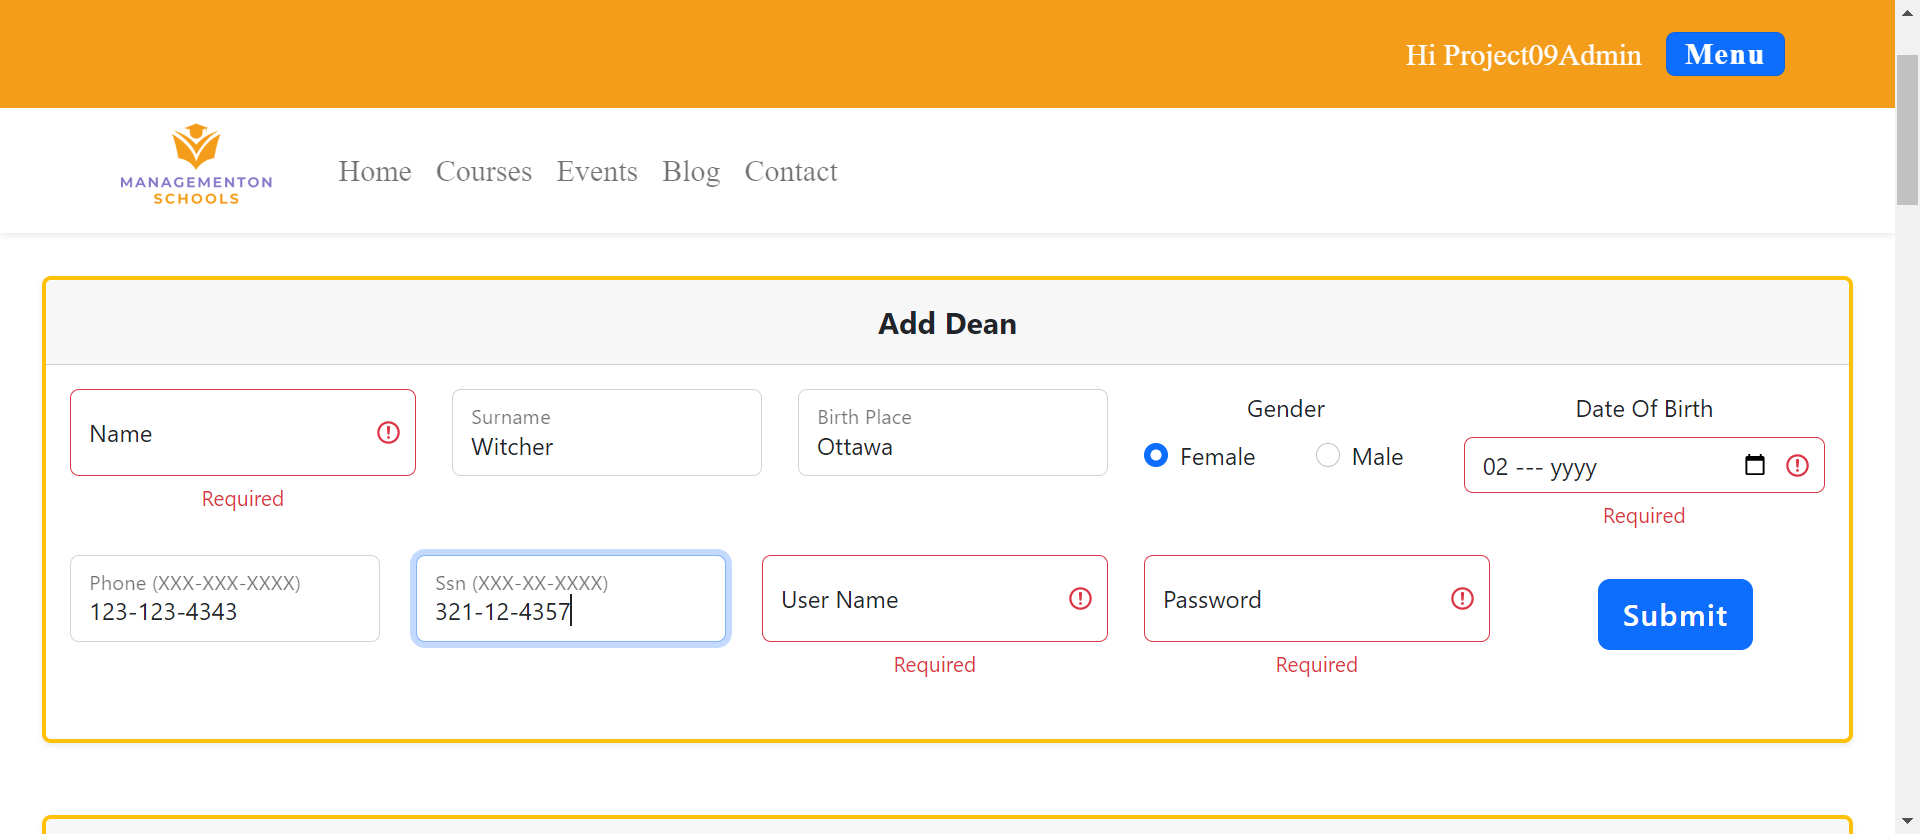 Hi Project09Admin Menu
MANAGEMENTON
SCHOOLS
Home Courses Events Blog Contact
Add Dean
Name
Required
Surname
Witcher
Birth Place
Ottawa
Gender
Female Male
Date Of Birth
02 --- yyyy
Required
Phone (XXX-XXX-XXXX)
123-123-4343
Ssn (XXX-XX-XXXX)
321-12-4357
User Name
Required
Password
Required
Submit